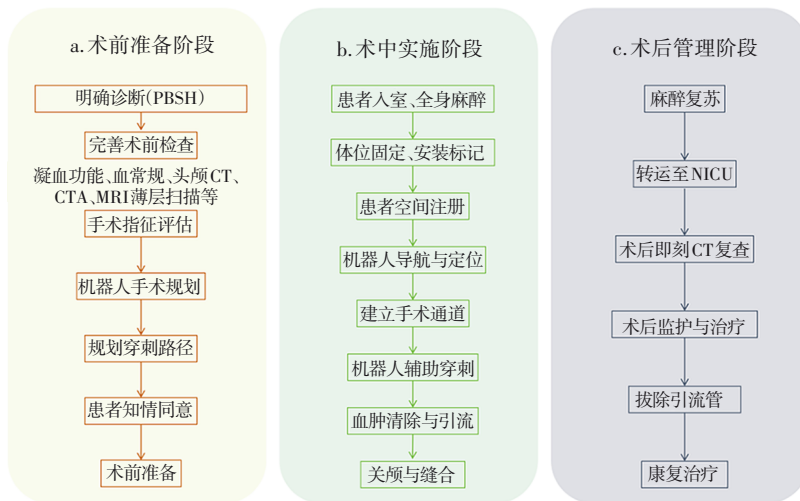 a.术前准备阶段
明确诊断(PBSH)
完善术前检查
凝血功能、血常规、头颅CT、
CTA、MRI薄层扫描等
手术指征评估
机器人手术规划
规划穿刺路径
患者知情同意
术前准备
b.术中实施阶段
患者入室、全身麻醉
体位固定、安装标记
患者空间注册
机器人导航与定位
建立手术通道
机器人辅助穿刺
血肿清除与引流
关颅与缝合
c.术后管理阶段
麻醉复苏
转运至NICU
术后即刻CT复查
术后监护与治疗
拔除引流管
康复治疗